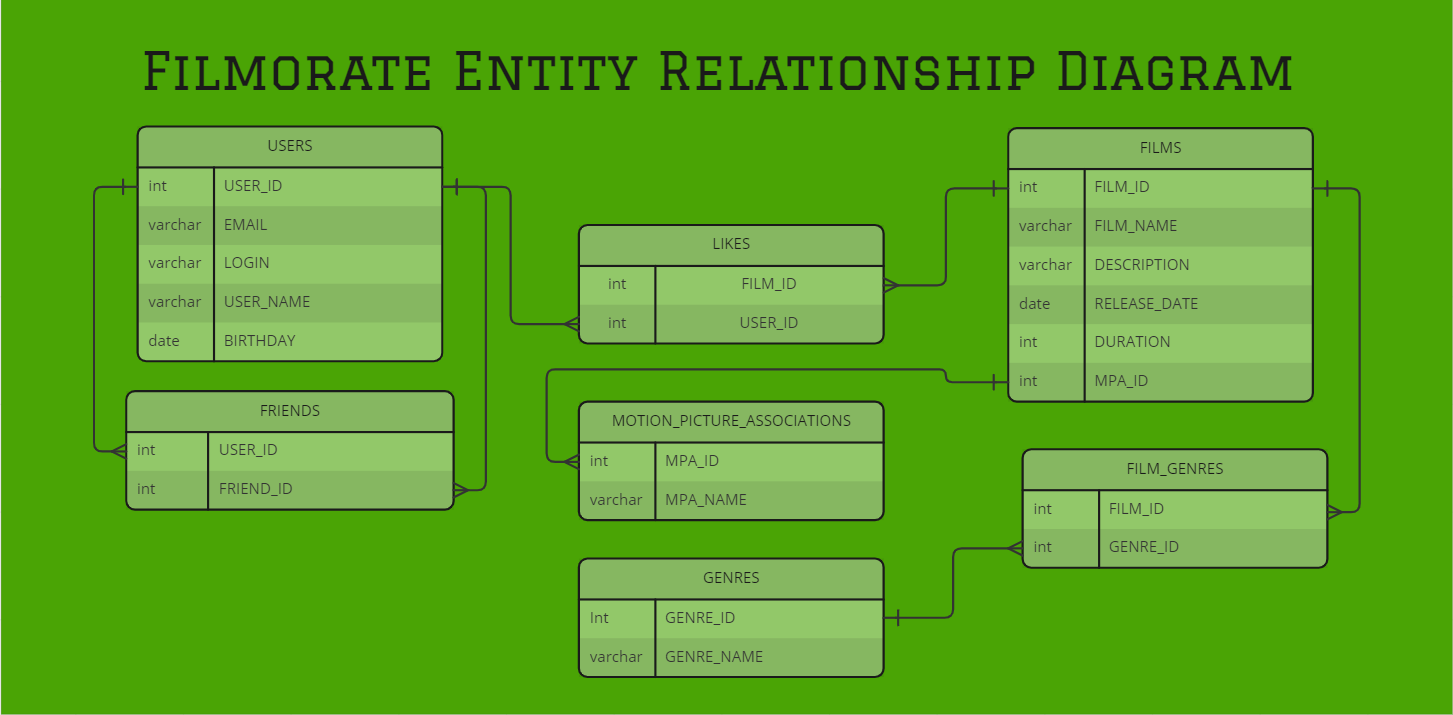 Filmorate Entity Relationship Diagram
USERS
int USER_ID
varchar EMAIL
varchar LOGIN
varchar USER_NAME
date BIRTHDAY
FRIENDS
int USER_ID
int FRIEND_ID
LIKES
int FILM_ID
int USER_ID
MOTION_PICTURE_ASSOCIATIONS
int MPA_ID
varchar MPA_NAME
GENRES
Int GENRE_ID
varchar GENRE_NAME
FILMS
int FILM_ID
varchar FILM_NAME
varchar DESCRIPTION
date RELEASE_DATE
int DURATION
int MPA_ID
FILM_GENRES
int FILM_ID
int GENRE_ID